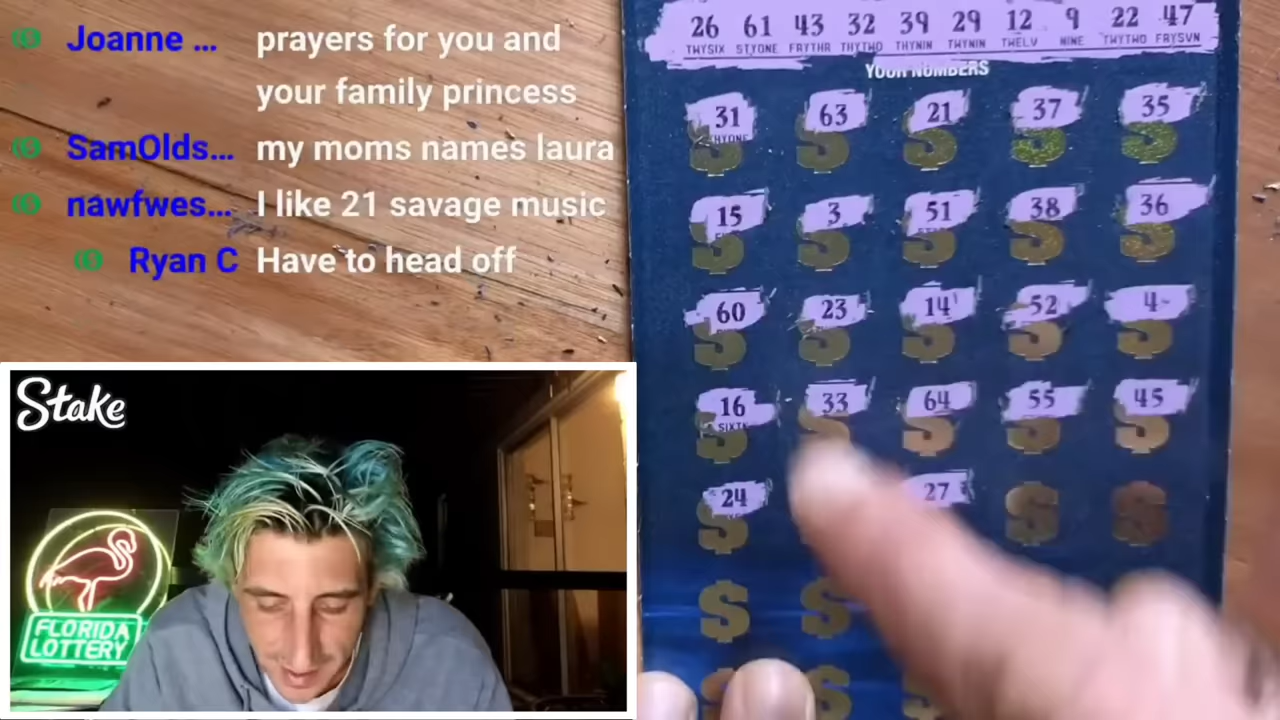 Joanne ... prayers for you and
your family princess
SamOlds... my moms names laura
nawfwes... I like 21 savage music
Ryan C Have to head off
Stake
FLORIDA
LOTTERY
26 61 43 32 39 29 12 9 22 47
THYSIX STYONE FRYTHR THYTWO THYNIN TWYNIN TWELV NINE TWYTWO FRYSVN
YOUR NUMBERS
31 63 21 37 35
THYONE
15 3 51 38 36
60 23 14 52 4
16 33 64 55 45
SIXTN
24 27